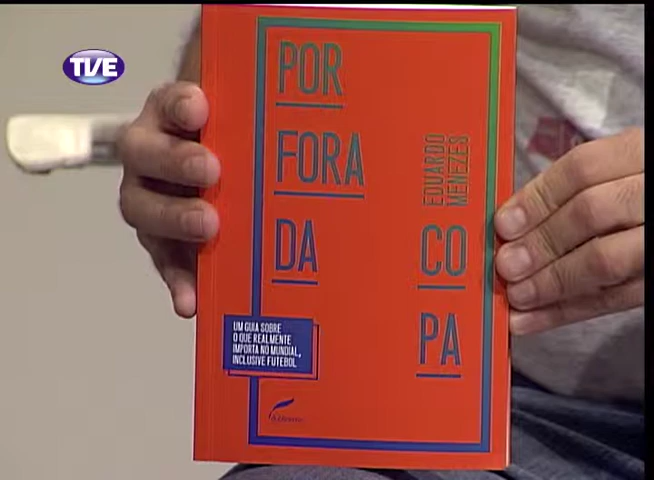 TVE
POR
FORA
DA
EDUARDO
MENEZES
CO
PA
UM GUIA SOBRE
O QUE REALMENTE
IMPORTA NO MUNDIAL,
INCLUSIVE FUTEBOL